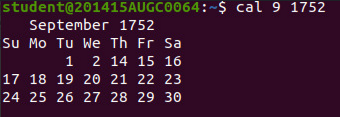 student@201415AUGC0064:~$ cal 9 1752
   September 1752
Su Mo Tu We Th Fr Sa
       1  2 14 15 16
17 18 19 20 21 22 23
24 25 26 27 28 29 30